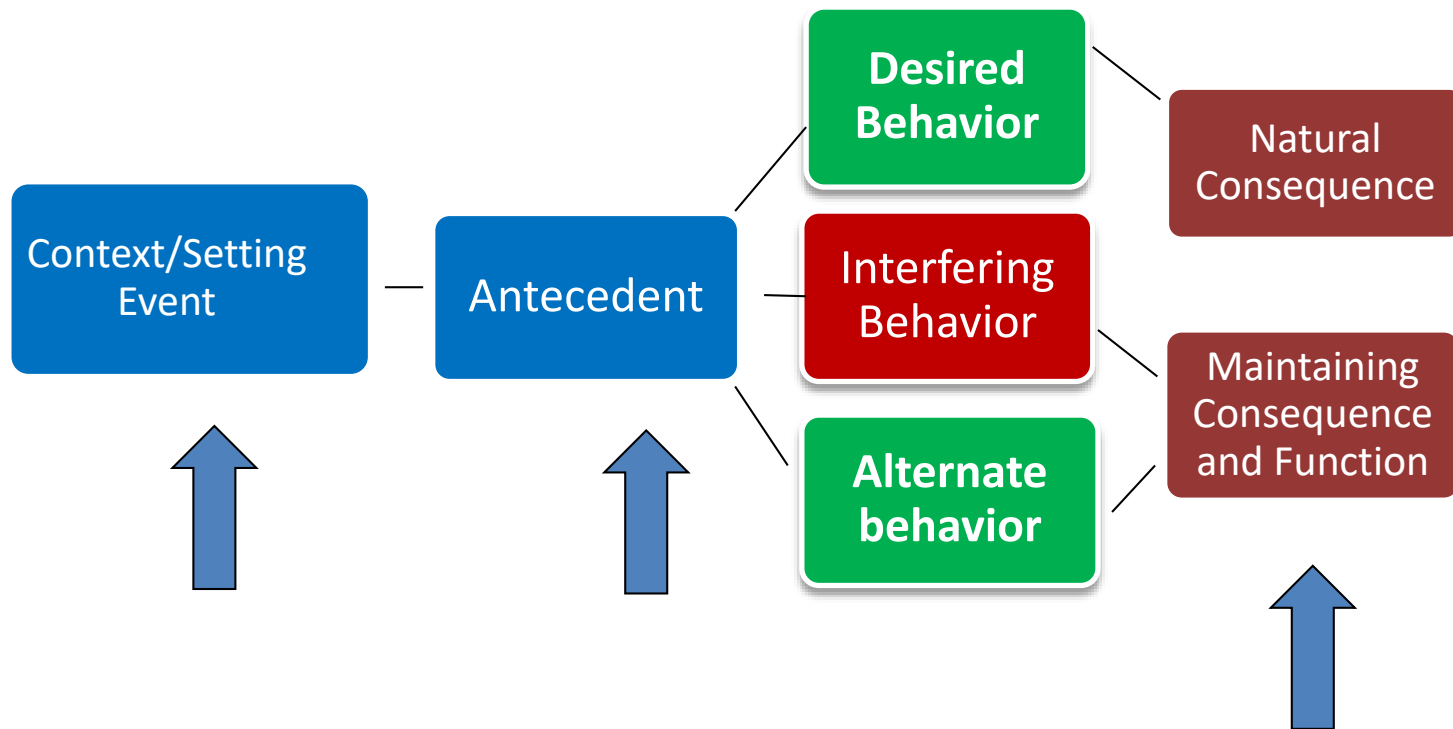 Context/Setting
Event
Antecedent
Desired
Behavior
Interfering
Behavior
Alternate
behavior
Natural
Consequence
Maintaining
Consequence
and Function